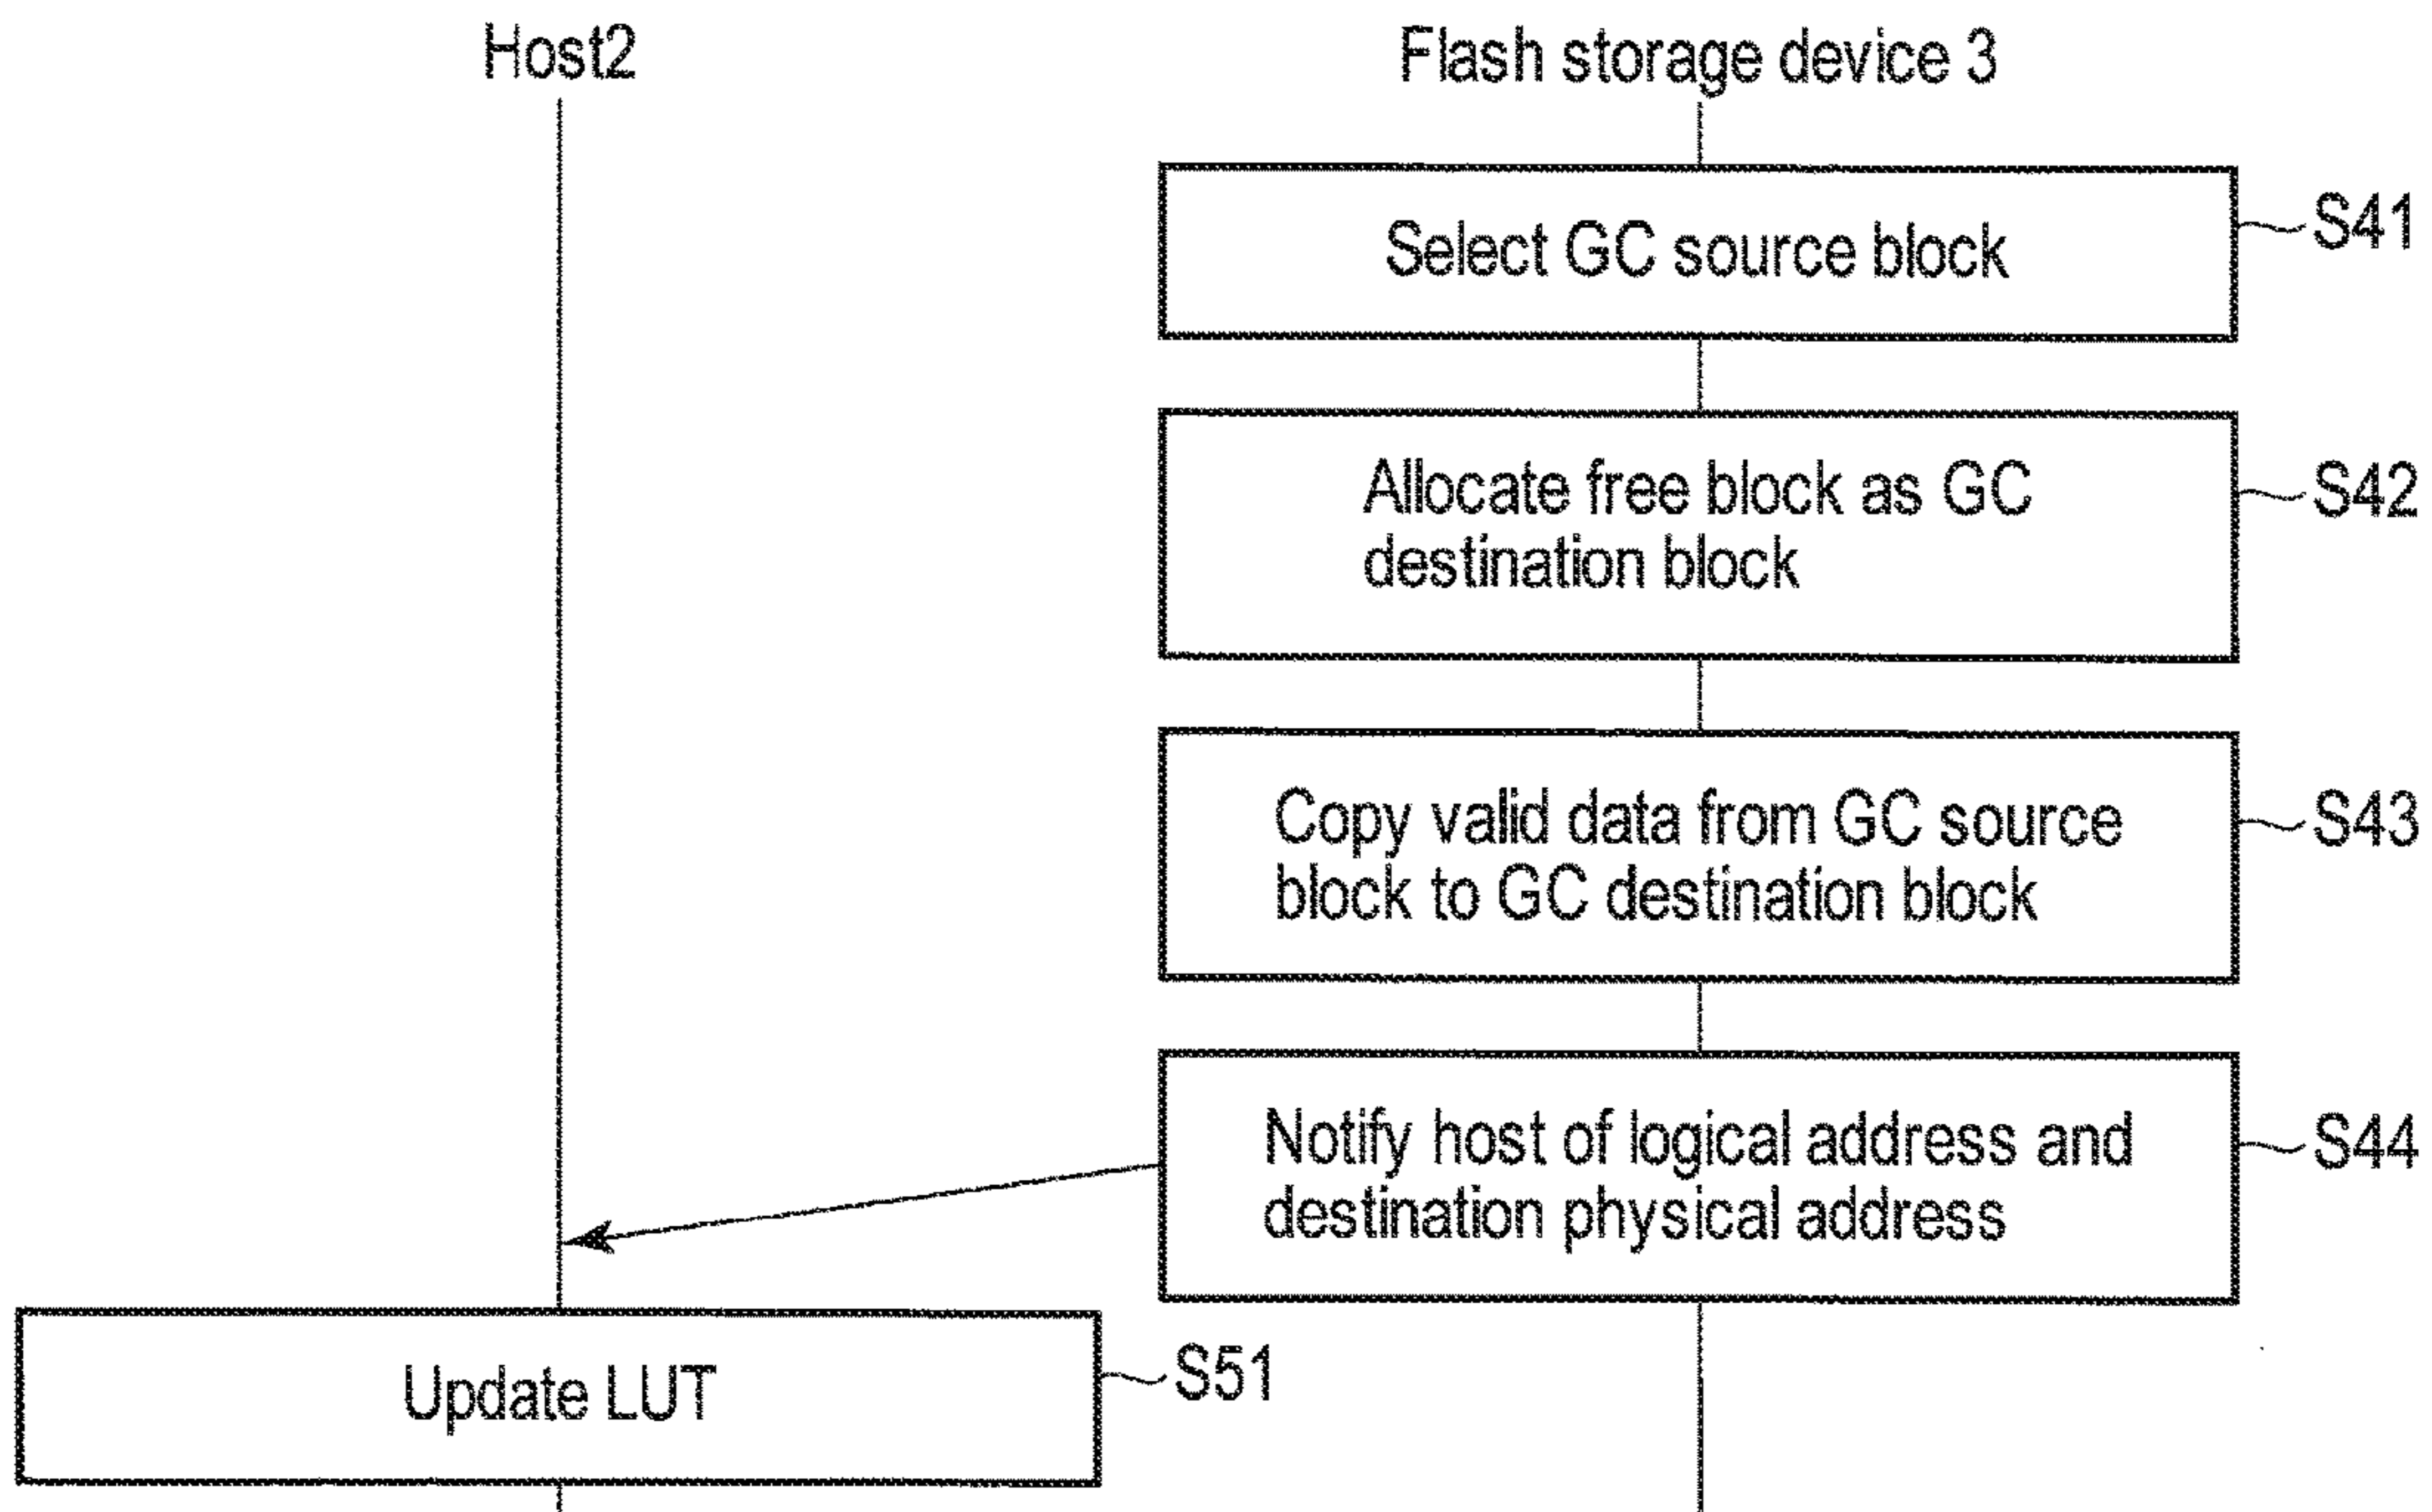 Host2
Flash storage device 3
Select GC source block
S41
Allocate free block as GC
destination block
S42
Copy valid data from GC source
block to GC destination block
S43
Notify host of logical address and
destination physical address
S44
Update LUT
S51